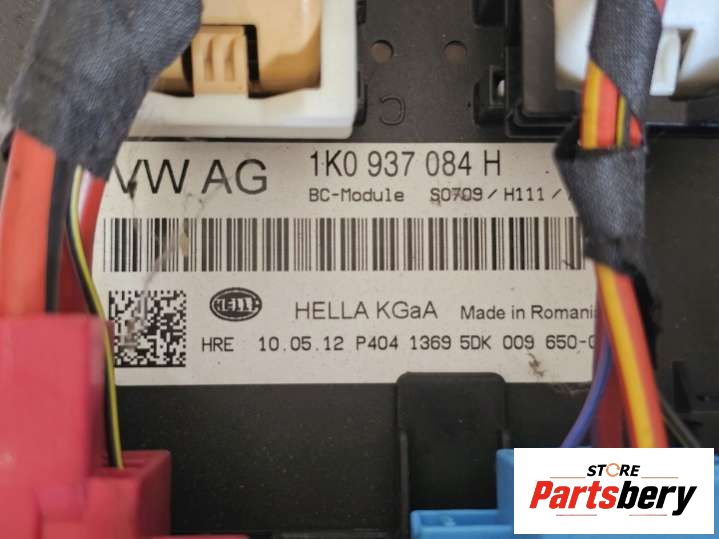 C
VW AG 1K0 937 084 H
BC-Module S0709/H111/
HELLA HELLA KGaA Made in Romania
HRE 10.05.12 P404 1369 5DK 009 650-
STORE
Partsbery